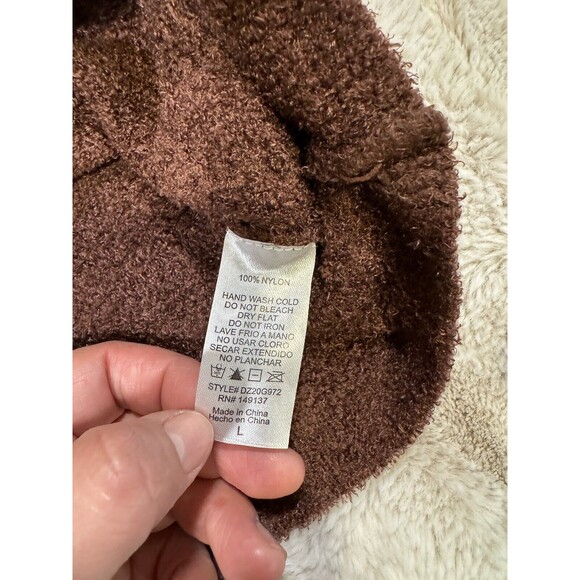 100% NYLON
HAND WASH COLD
DO NOT BLEACH
DRY FLAT
DO NOT IRON
LAVE FRIO A MANO
NO USAR CLORO
SECAR EXTENDIDO
NO PLANCHAR
STYLE# DZ20G972
RN# 149137
Made in China
Hecho en China
L